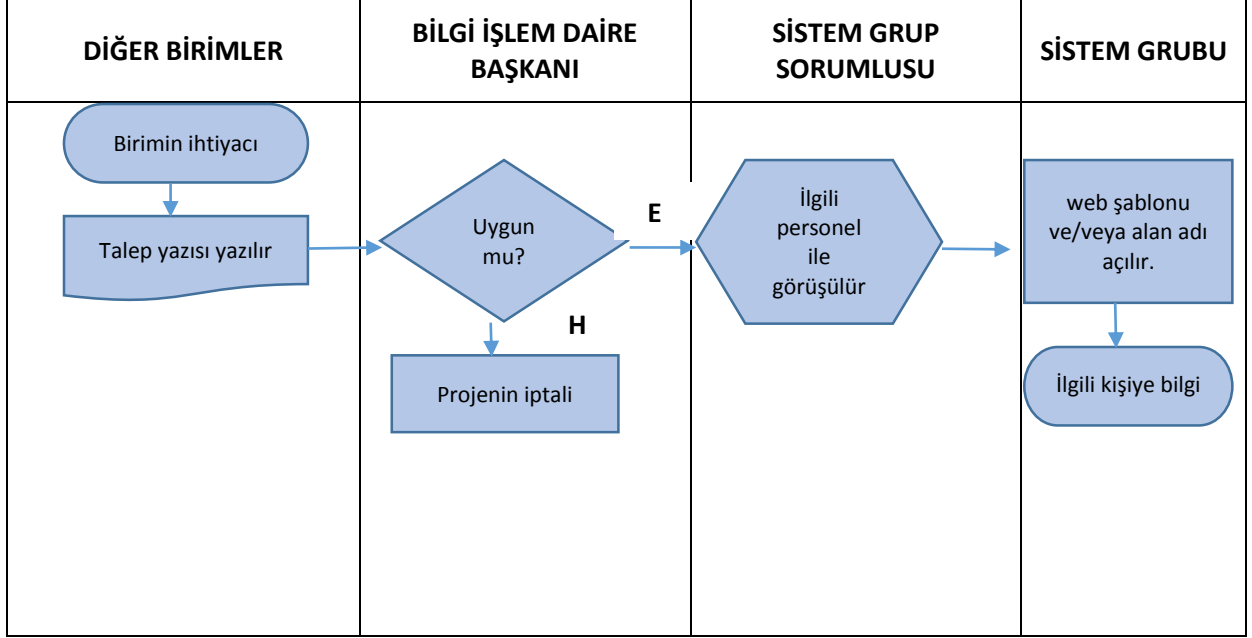 DİĞER BİRİMLER
BİLGİ İŞLEM DAİRE
BAŞKANI
SİSTEM GRUP
SORUMLUSU
SİSTEM GRUBU
Birimin ihtiyacı
Talep yazısı yazılır
Uygun
mu?
E
H
Projenin iptali
İlgili
personel
ile
görüşülür
web şablonu
ve/veya alan adı
açılır.
İlgili kişiye bilgi